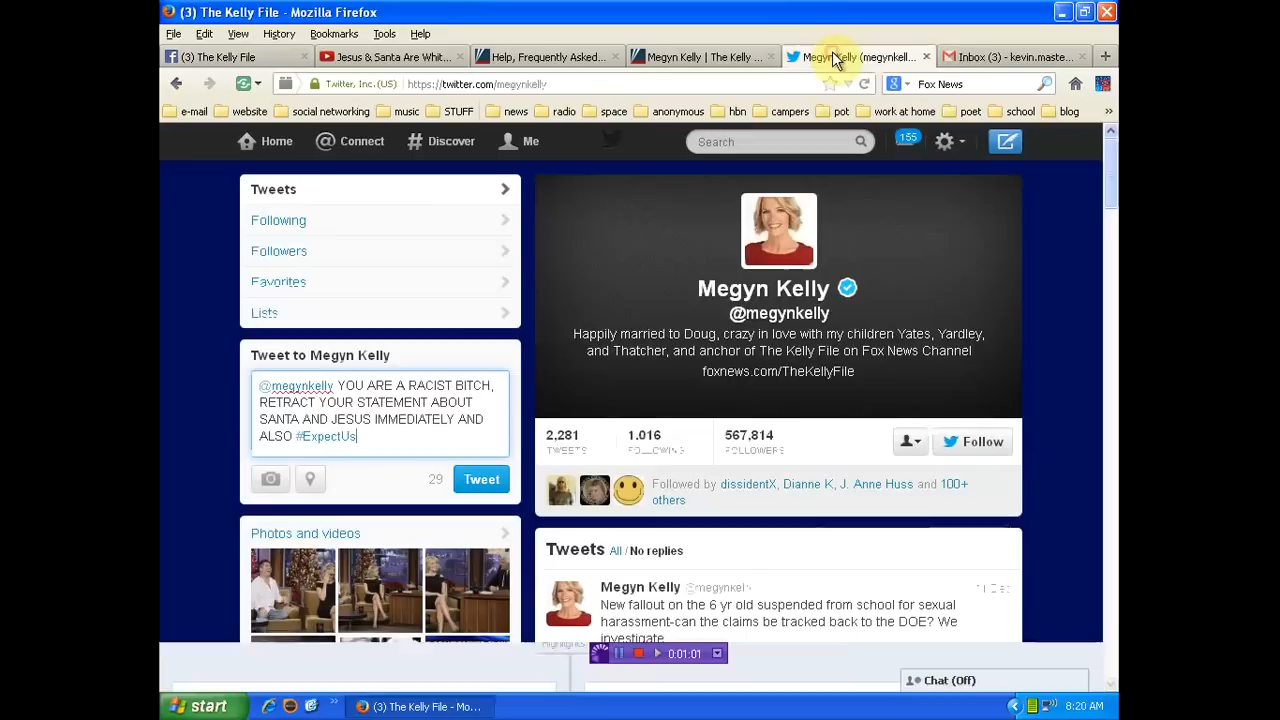 (3) The Kelly File - Mozilla Firefox
File Edit View History Bookmarks Tools Help
(3) The Kelly File
Jesus & Santa Are Whit...
Help, Frequently Asked...
Megyn Kelly | The Kelly ...
Megyn Kelly (megynkell...
Inbox (3) - kevin.maste...
Twitter, Inc. (US) https://twitter.com/megynkelly
Fox News
e-mail website social networking music STUFF news radio space anonymous hbn campers pot work at home poet school blog »
Home Connect Discover Me
Search
155
Tweets
Following
Followers
Favorites
Lists
Tweet to Megyn Kelly
@megynkelly YOU ARE A RACIST BITCH,
RETRACT YOUR STATEMENT ABOUT
SANTA AND JESUS IMMEDIATELY AND
ALSO #ExpectUs
29 Tweet
Photos and videos
Megyn Kelly
@megynkelly
Happily married to Doug, crazy in love with my children Yates, Yardley,
and Thatcher, and anchor of The Kelly File on Fox News Channel
foxnews.com/TheKellyFile
2,281 1,016 567,814
TWEETS FOLLOWING FOLLOWERS
Follow
Followed by dissidentX, Dianne K, J. Anne Huss and 100+
others
Tweets All / No replies
Megyn Kelly @megynkelly
New fallout on the 6 yr old suspended from school for sexual
harassment-can the claims be tracked back to the DOE? We
investigate
Highlights
0:01:01
Chat (Off)
start
(3) The Kelly File - Mo...
8:20 AM